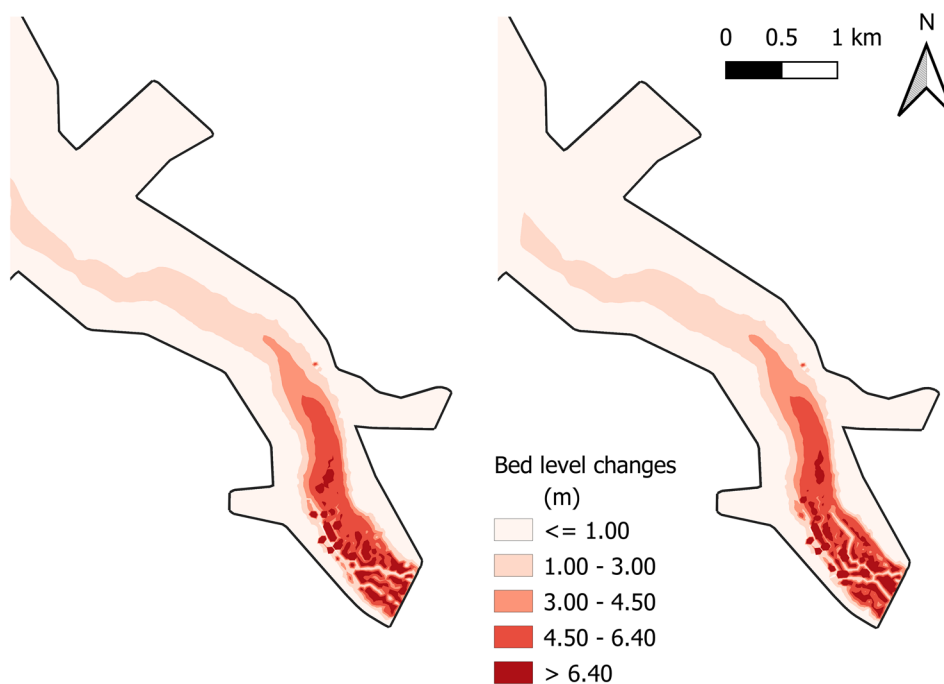 0 0.5 1 km
N
Bed level changes
(m)
<= 1.00
1.00 - 3.00
3.00 - 4.50
4.50 - 6.40
> 6.40